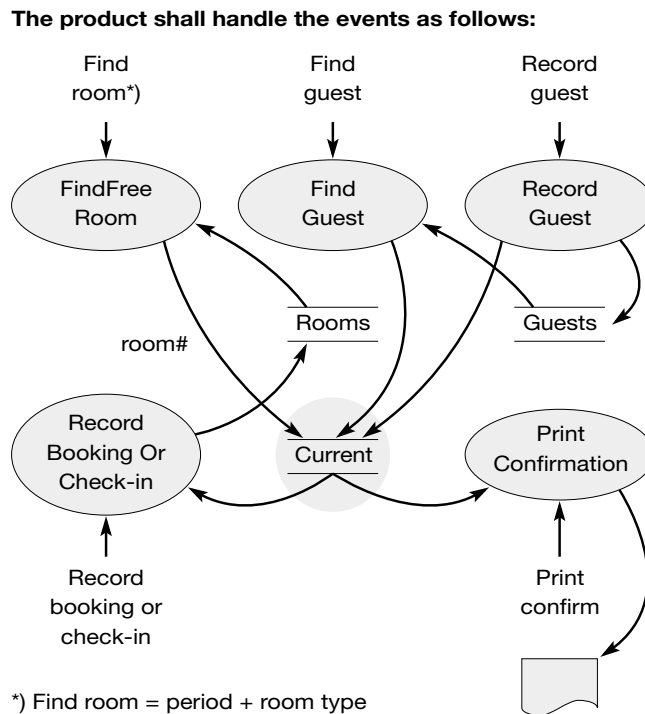 The product shall handle the events as follows:
Find
room*)
Find
guest
Record
guest
FindFree
Room
Find
Guest
Record
Guest
Rooms
Guests
room#
Record
Booking Or
Check-in
Current
Print
Confirmation
Record
booking or
check-in
Print
confirm
*) Find room = period + room type